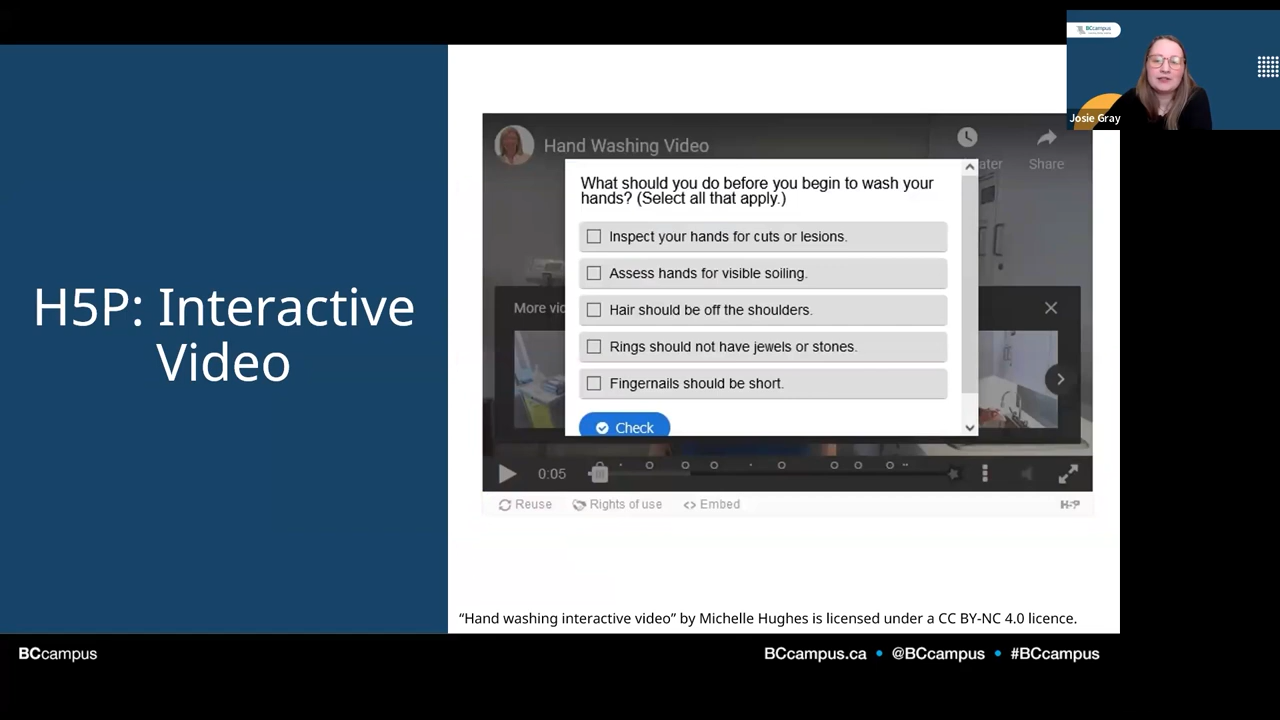 BCcampus
Josie Gray
Hand Washing Video
ater
Share
What should you do before you begin to wash your
hands? (Select all that apply.)
Inspect your hands for cuts or lesions.
Assess hands for visible soiling.
Hair should be off the shoulders.
Rings should not have jewels or stones.
Fingernails should be short.
Check
More vid
0:05
Reuse
Rights of use
Embed
H5P
H5P: Interactive
Video
“Hand washing interactive video” by Michelle Hughes is licensed under a CC BY-NC 4.0 licence.
BCcampus
BCcampus.ca • @BCcampus • #BCcampus